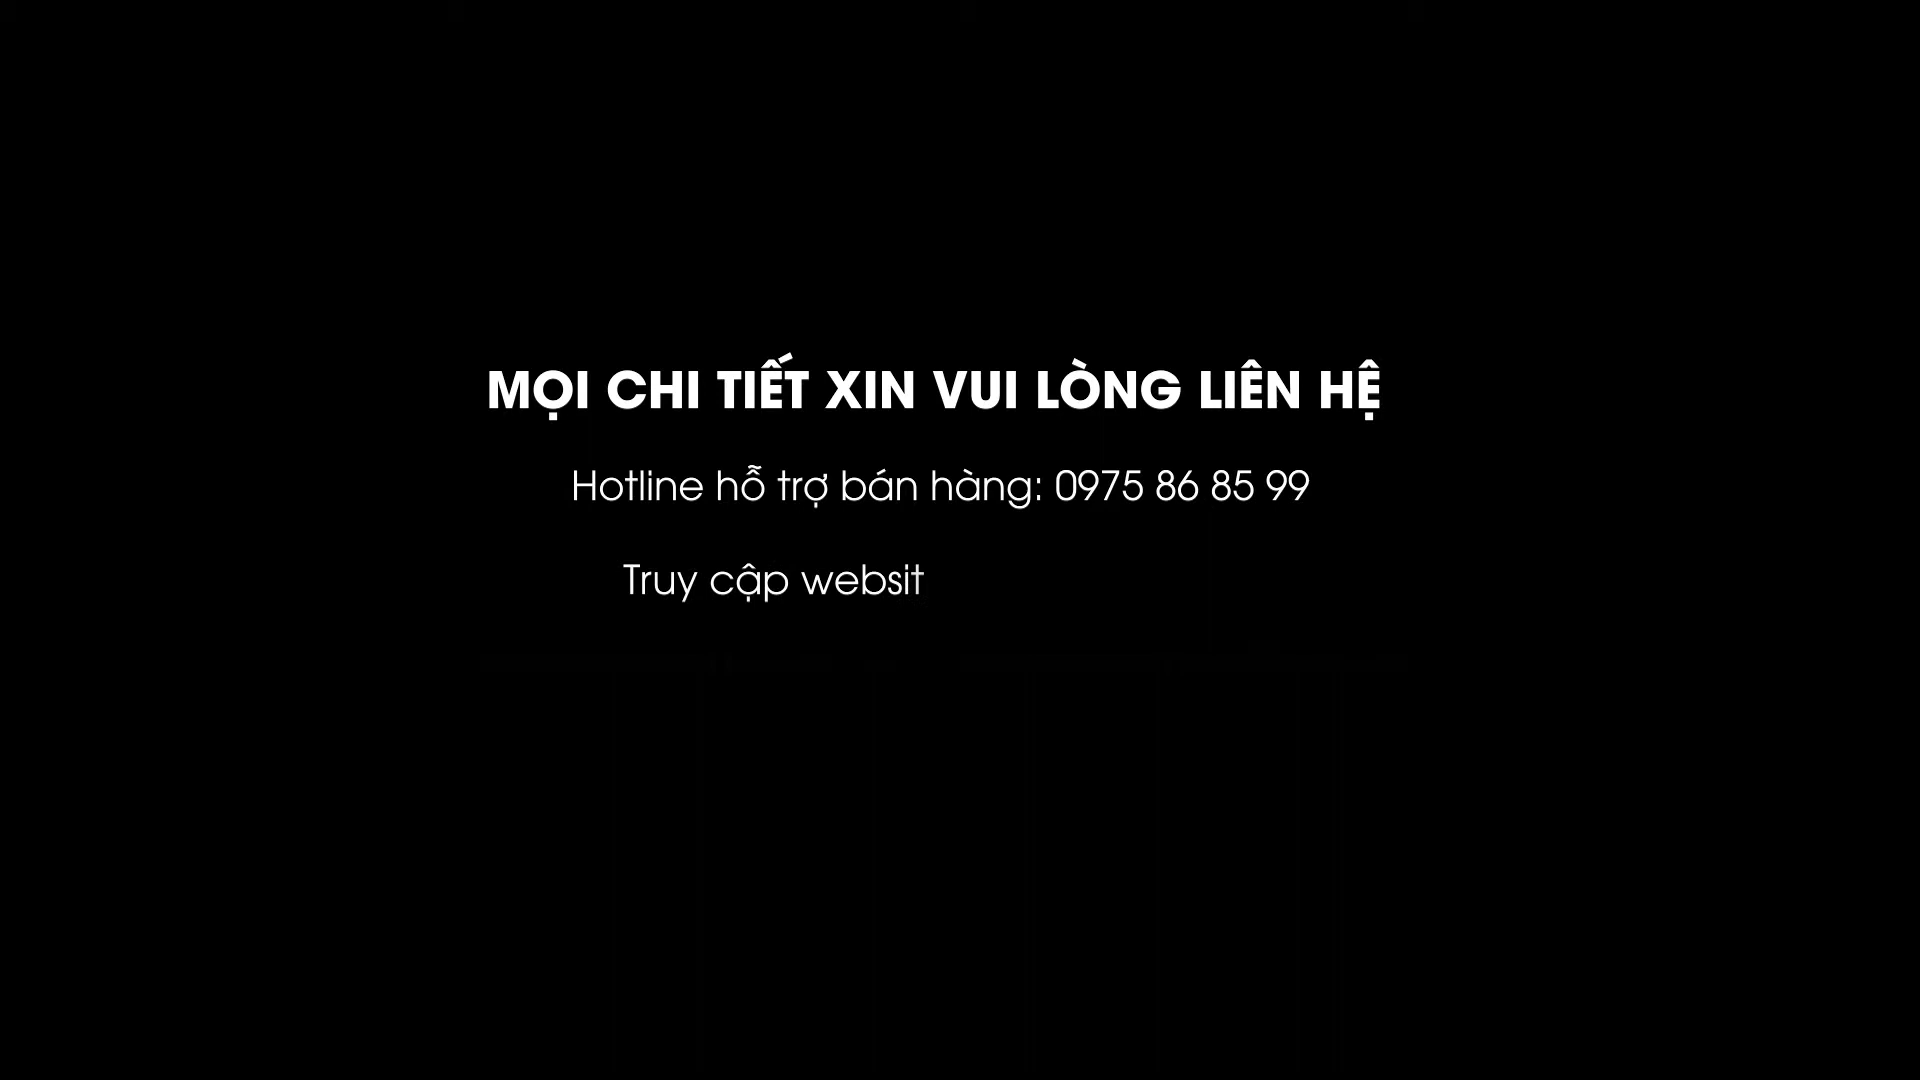 MỌI CHI TIẾT XIN VUI LÒNG LIÊN HỆ
Hotline hỗ trợ bán hàng: 0975 86 85 99
Truy cập websit